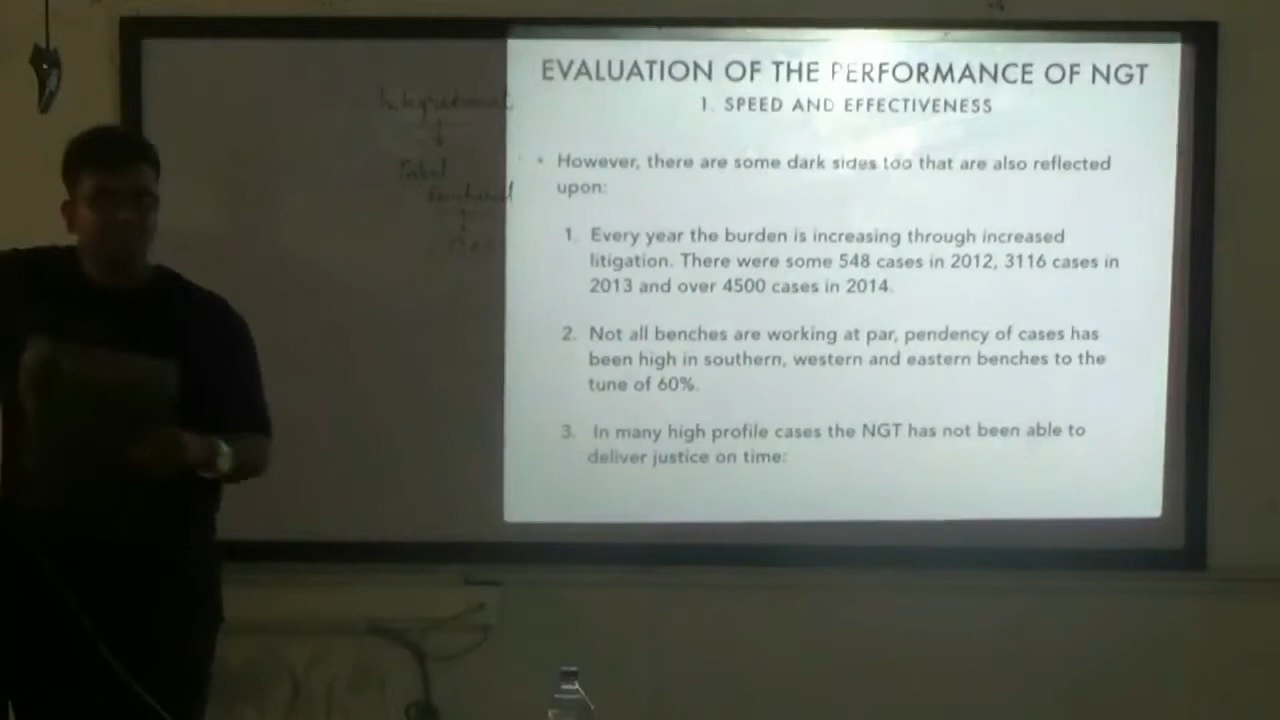 EVALUATION OF THE PERFORMANCE OF NGT
1. SPEED AND EFFECTIVENESS
• However, there are some dark sides too that are also reflected
upon:
1. Every year the burden is increasing through increased
litigation. There were some 548 cases in 2012, 3116 cases in
2013 and over 4500 cases in 2014.
2. Not all benches are working at par, pendency of cases has
been high in southern, western and eastern benches to the
tune of 60%.
3. In many high profile cases the NGT has not been able to
deliver justice on time: